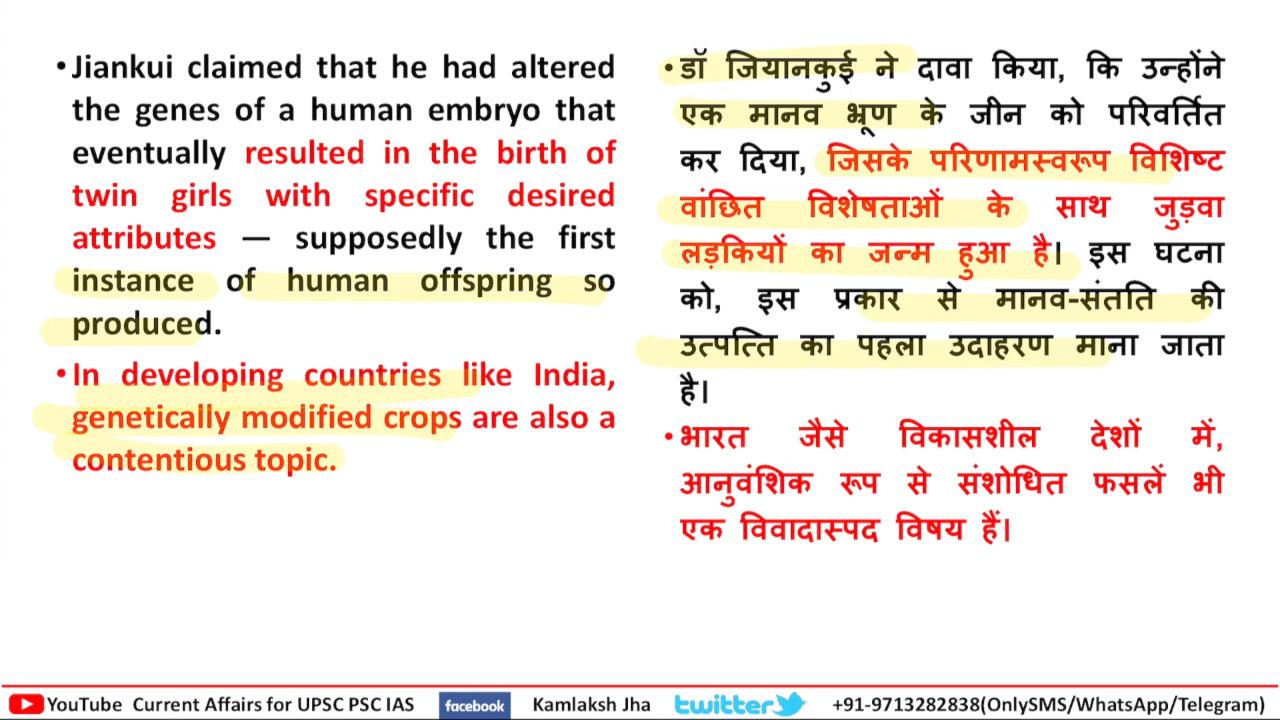 •Jiankui claimed that he had altered
the genes of a human embryo that
eventually resulted in the birth of
twin girls with specific desired
attributes — supposedly the first
instance of human offspring so
produced.
•In developing countries like India,
genetically modified crops are also a
contentious topic.
•डॉ जियानकुई ने दावा किया, कि उन्होंने
एक मानव भ्रूण के जीन को परिवर्तित
कर दिया, जिसके परिणामस्वरूप विशिष्ट
वांछित विशेषताओं के साथ जुड़वा
लड़कियों का जन्म हुआ है। इस घटना
को, इस प्रकार से मानव-संतति की
उत्पत्ति का पहला उदाहरण माना जाता
है।
•भारत जैसे विकासशील देशों में,
आनुवंशिक रूप से संशोधित फसलें भी
एक विवादास्पद विषय हैं।
YouTube Current Affairs for UPSC PSC IAS facebook Kamlaksh Jha twitter +91-9713282838(OnlySMS/WhatsApp/Telegram)